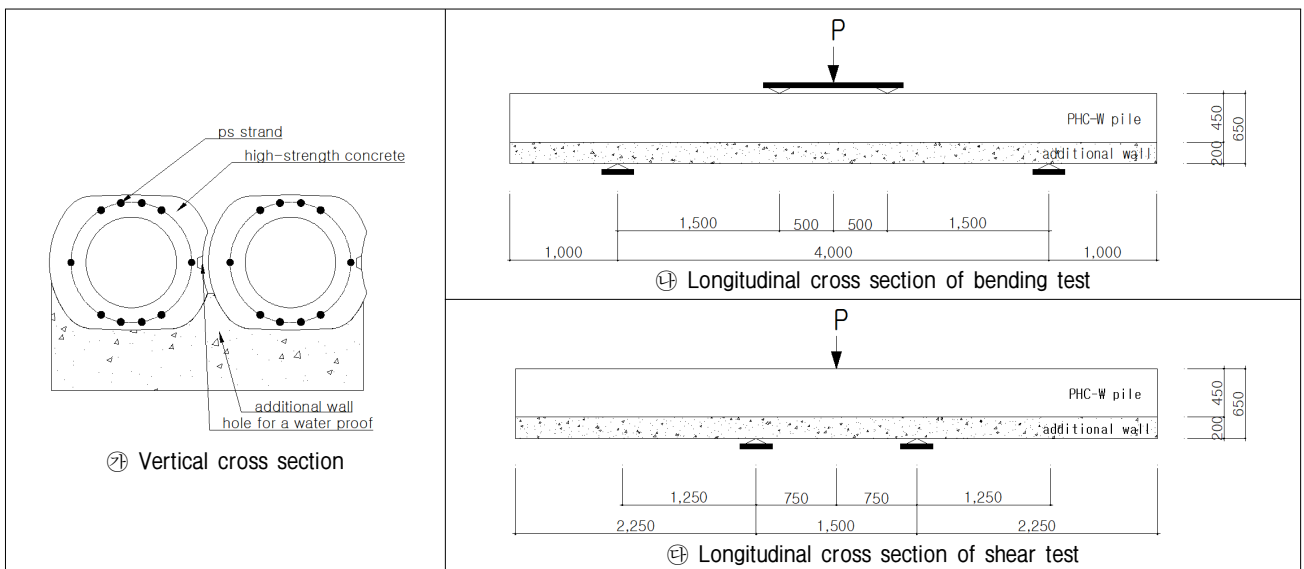 ps strand
high-strength concrete
additional wall
hole for a water proof
㉮ Vertical cross section
P
PHC-W pile
additional wall
450
200
650
1,500
500
500
1,500
1,000
4,000
1,000
㉯ Longitudinal cross section of bending test
P
PHC-W pile
additional wall
450
200
650
1,250
750
750
1,250
2,250
1,500
2,250
㉰ Longitudinal cross section of shear test